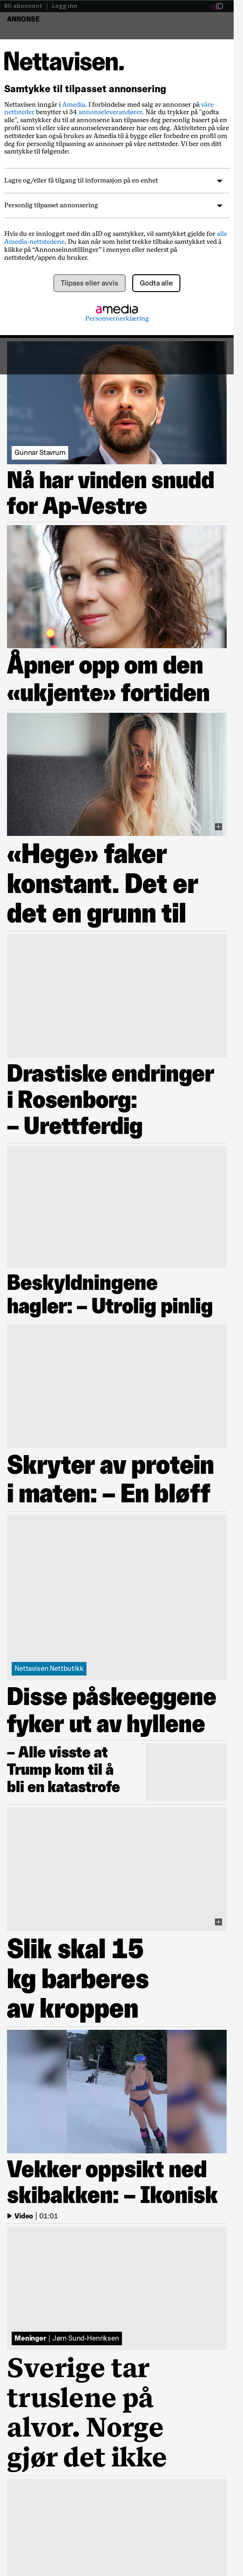 Bli abonnent | Logg inn
aID
ANNONSE
Nettavisen.
Samtykke til tilpasset annonsering
Nettavisen inngår i Amedia. I forbindelse med salg av annonser på våre
nettsteder benytter vi 34 annonseleverandører. Når du trykker på "godta
alle", samtykker du til at annonsene kan tilpasses deg personlig basert på en
profil som vi eller våre annonseleverandører har om deg. Aktiviteten på våre
nettsteder kan også brukes av Amedia til å bygge eller forbedre en profil om
deg for personlig tilpasning av annonser på våre nettsteder. Vi ber om ditt
samtykke til følgende:
Lagre og/eller få tilgang til informasjon på en enhet
Personlig tilpasset annonsering
Hvis du er innlogget med din aID og samtykker, vil samtykket gjelde for alle
Amedia-nettstedene. Du kan når som helst trekke tilbake samtykket ved å
klikke på “Annonseinnstillinger” i menyen eller nederst på
nettstedet/appen du bruker.
Tilpass eller avvis
Godta alle
amedia
Personvernerklæring
Gunnar Stavrum
Nå har vinden snudd
for Ap-Vestre
Åpner opp om den
«ukjente» fortiden
«Hege» faker
konstant. Det er
det en grunn til
Drastiske endringer
i Rosenborg:
– Urettferdig
Beskyldningene
hagler: – Utrolig pinlig
Skryter av protein
i maten: – En bløff
Nettavisen Nettbutikk
Disse påskeeggene
fyker ut av hyllene
– Alle visste at
Trump kom til å
bli en katastrofe
Slik skal 15
kg barberes
av kroppen
Vekker oppsikt ned
skibakken: – Ikonisk
Video | 01:01
Meninger | Jørn Sund-Henriksen
Sverige tar
truslene på
alvor. Norge
gjør det ikke